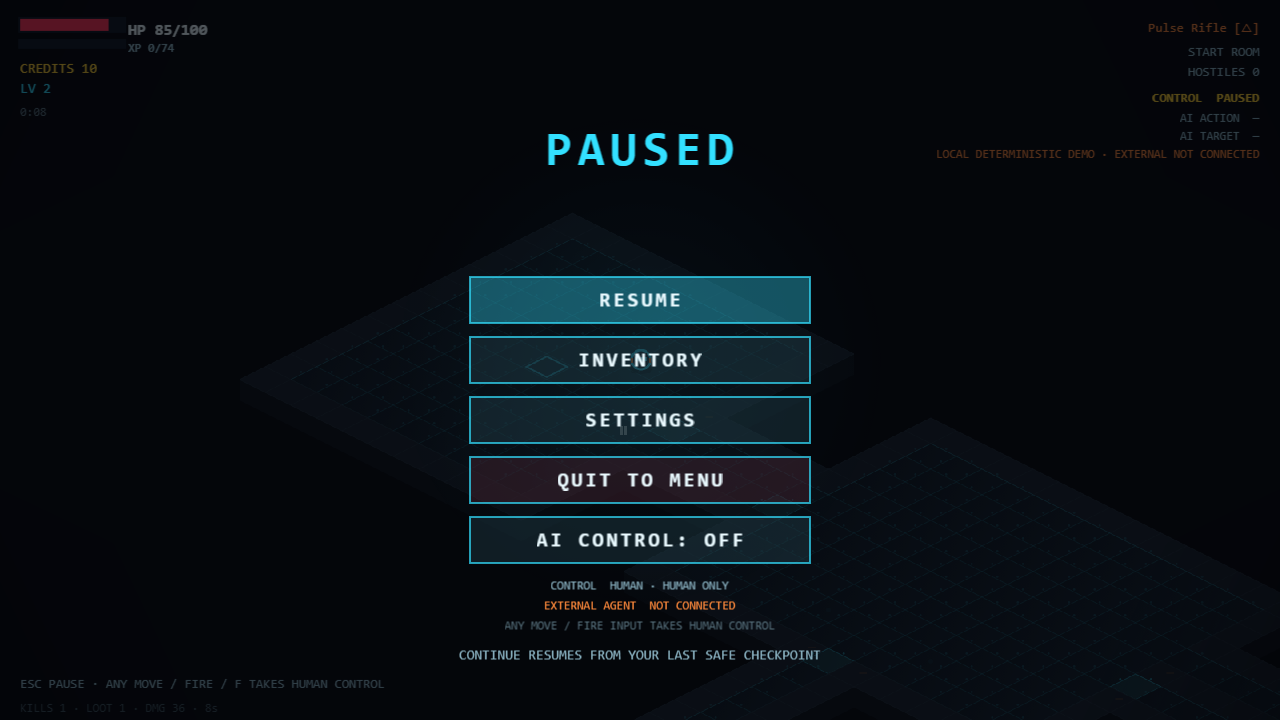 HP 85/100
XP 0/74
CREDITS 10
LV 2
0:08
Pulse Rifle [△]
START ROOM
HOSTILES 0
CONTROL PAUSED
AI ACTION —
AI TARGET —
LOCAL DETERMINISTIC DEMO · EXTERNAL NOT CONNECTED
PAUSED
RESUME
INVENTORY
SETTINGS
QUIT TO MENU
AI CONTROL: OFF
CONTROL HUMAN · HUMAN ONLY
EXTERNAL AGENT NOT CONNECTED
ANY MOVE / FIRE INPUT TAKES HUMAN CONTROL
CONTINUE RESUMES FROM YOUR LAST SAFE CHECKPOINT
ESC PAUSE · ANY MOVE / FIRE / F TAKES HUMAN CONTROL
KILLS 1 · LOOT 1 · DMG 36 · 8s